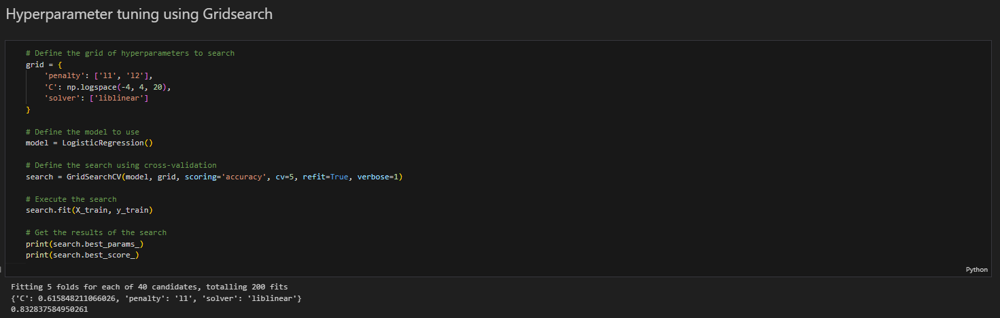 Hyperparameter tuning using Gridsearch
# Define the grid of hyperparameters to search
grid = {
    'penalty': ['l1', 'l2'],
    'C': np.logspace(-4, 4, 20),
    'solver': ['liblinear']
}
# Define the model to use
model = LogisticRegression()
# Define the search using cross-validation
search = GridSearchCV(model, grid, scoring='accuracy', cv=5, refit=True, verbose=1)
# Execute the search
search.fit(X_train, y_train)
# Get the results of the search
print(search.best_params_)
print(search.best_score_)
Python
Fitting 5 folds for each of 40 candidates, totalling 200 fits
{'C': 0.615848211066026, 'penalty': 'l1', 'solver': 'liblinear'}
0.832837584950261